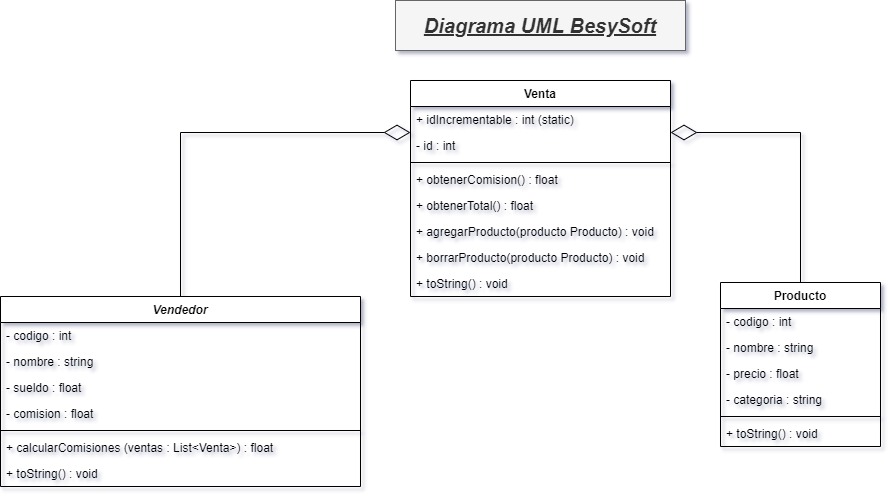 Diagrama UML BesySoft
Venta
+ idIncrementable : int (static)
- id : int
+ obtenerComision() : float
+ obtenerTotal() : float
+ agregarProducto(producto Producto) : void
+ borrarProducto(producto Producto) : void
+ toString() : void
Vendedor
- codigo : int
- nombre : string
- sueldo : float
- comision : float
+ calcularComisiones (ventas : List<Venta>) : float
+ toString() : void
Producto
- codigo : int
- nombre : string
- precio : float
- categoria : string
+ toString() : void